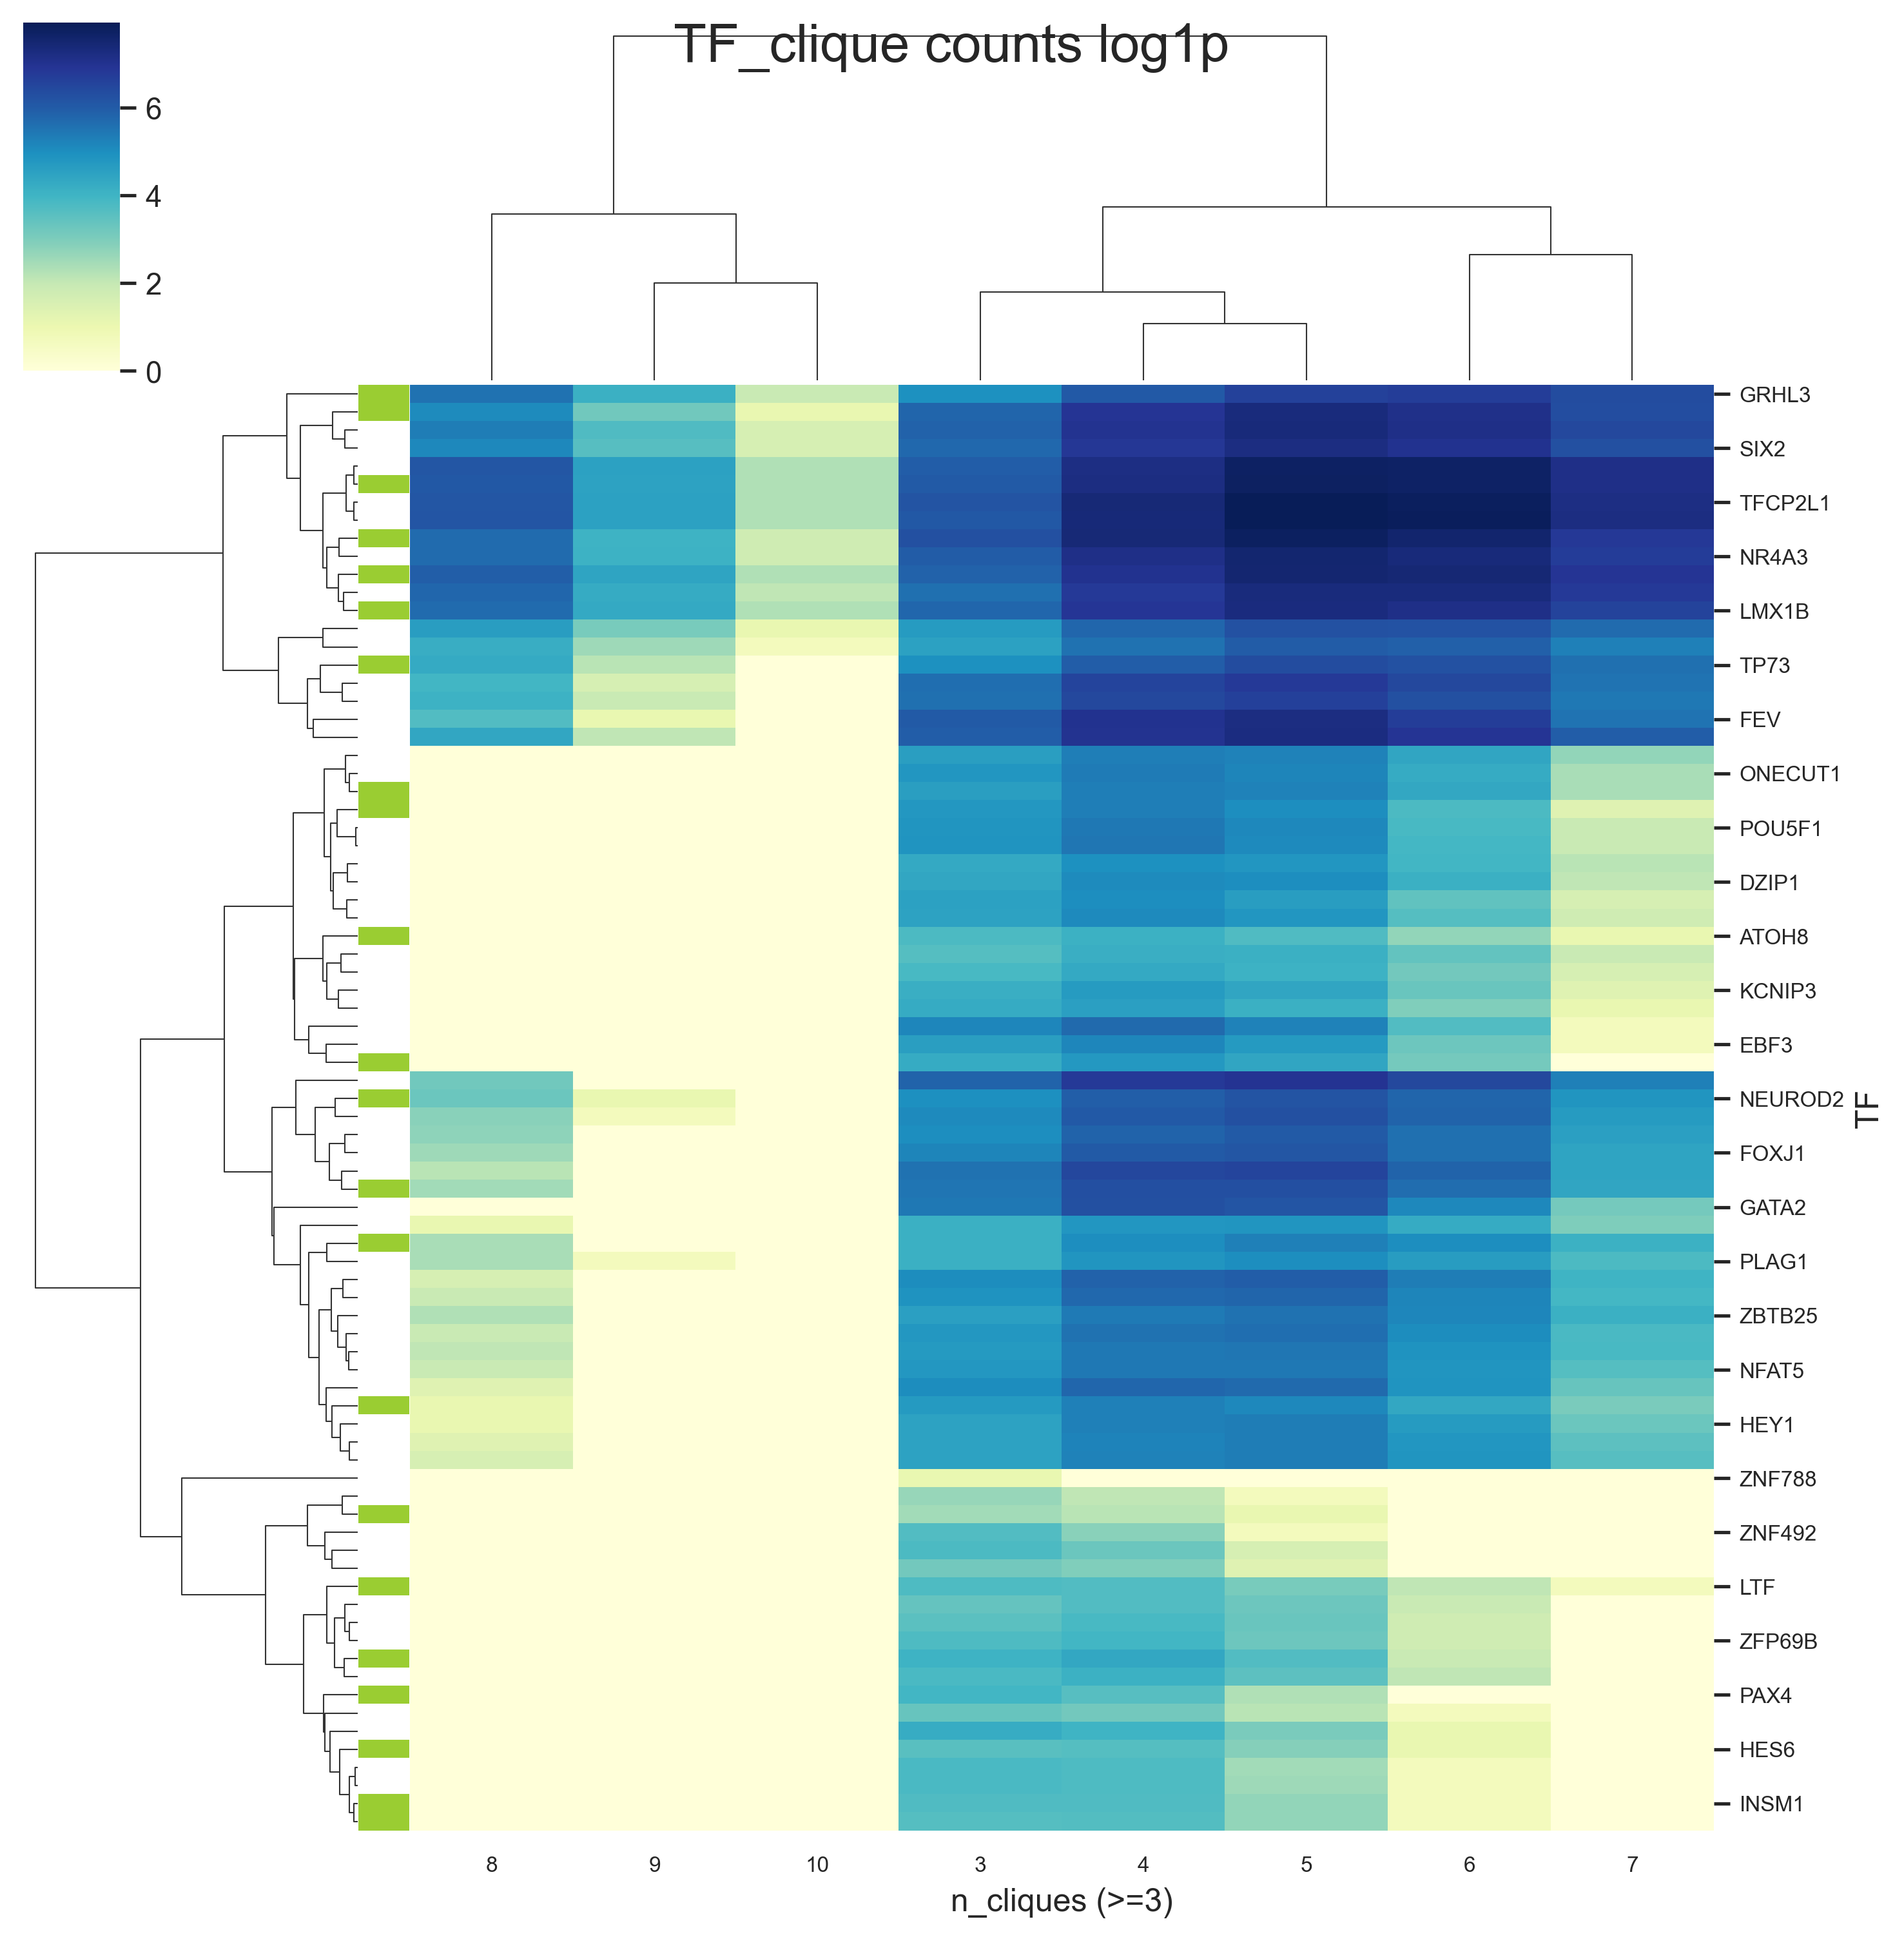 TF_clique counts log1p
6
4
2
0
GRHL3
SIX2
TFCP2L1
NR4A3
LMX1B
TP73
FEV
ONECUT1
POU5F1
DZIP1
ATOH8
KCNIP3
EBF3
NEUROD2
TF
FOXJ1
GATA2
PLAG1
ZBTB25
NFAT5
HEY1
ZNF788
ZNF492
LTF
ZFP69B
PAX4
HES6
INSM1
8 9 10 3 4 5 6 7
n_cliques (>=3)